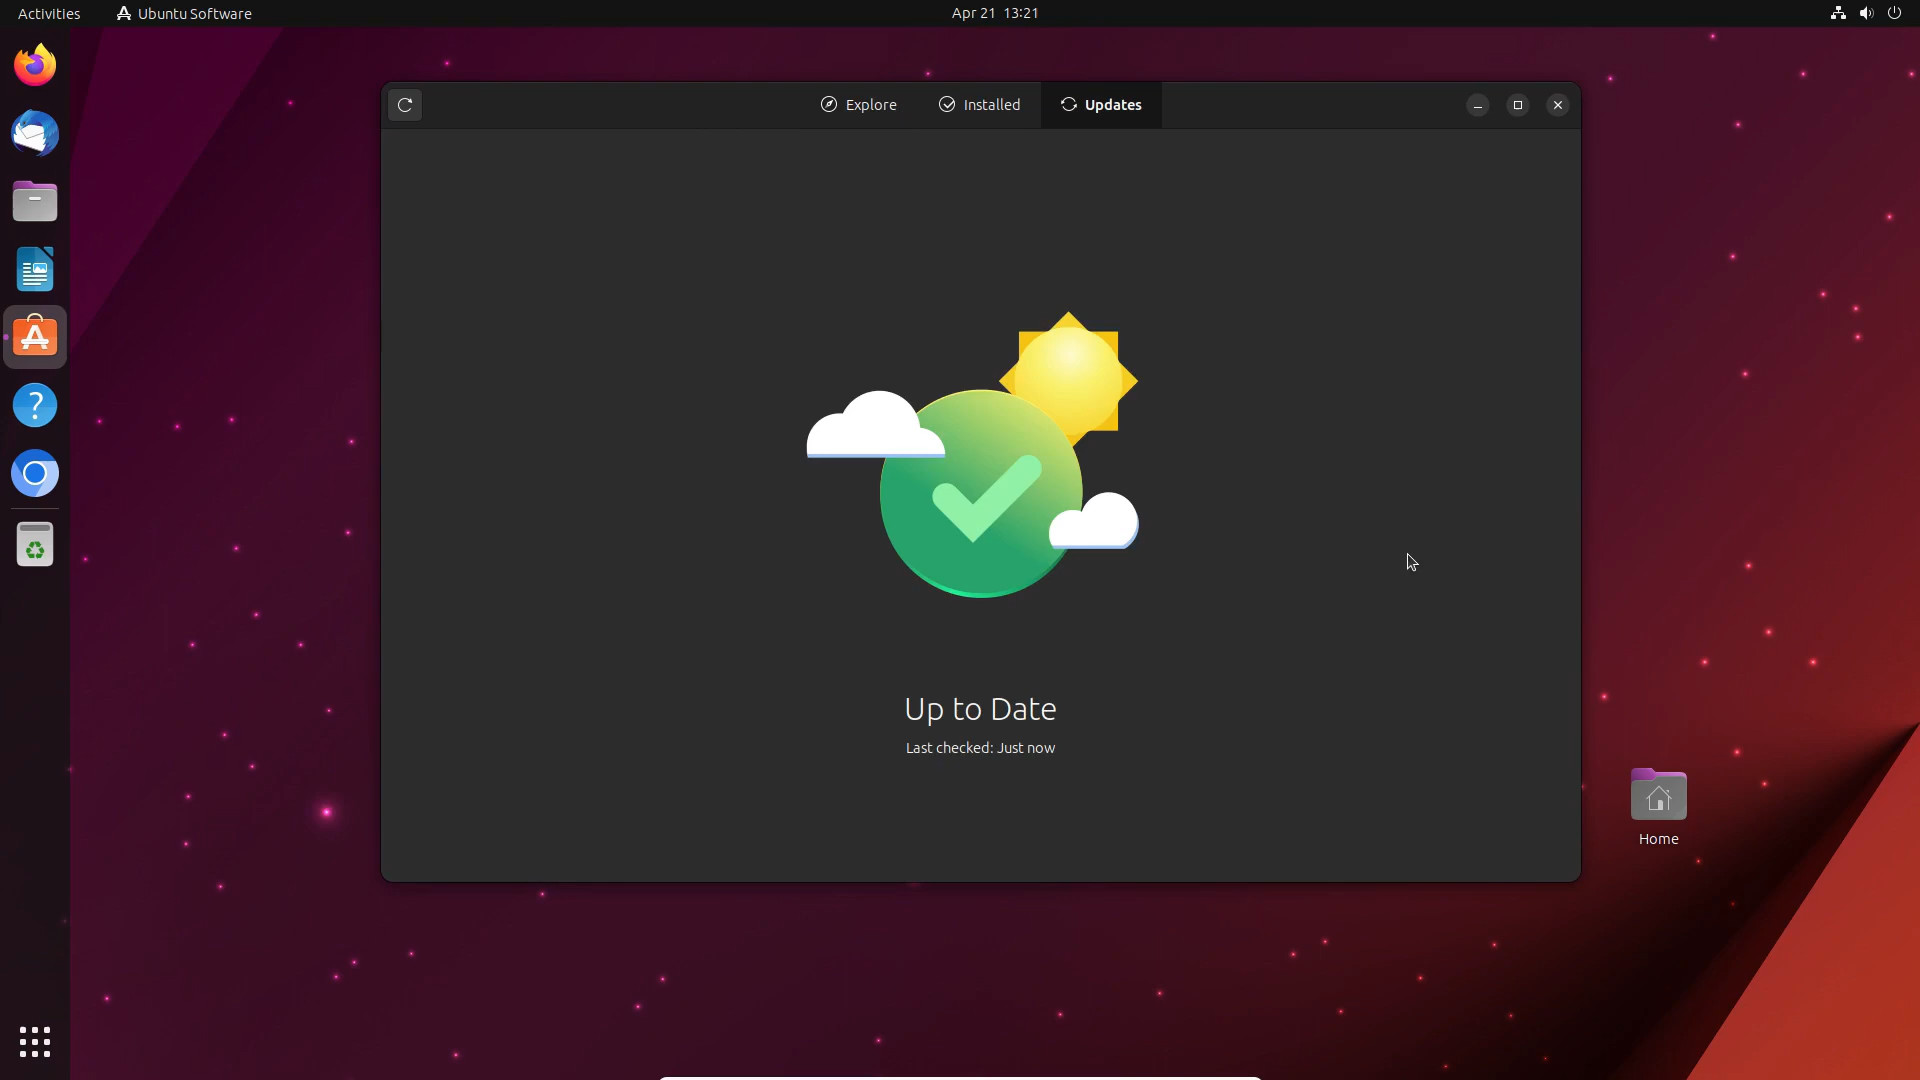 Activities
Ubuntu Software
Apr 21 13:21
Explore
Installed
Updates
Up to Date
Last checked: Just now
Home